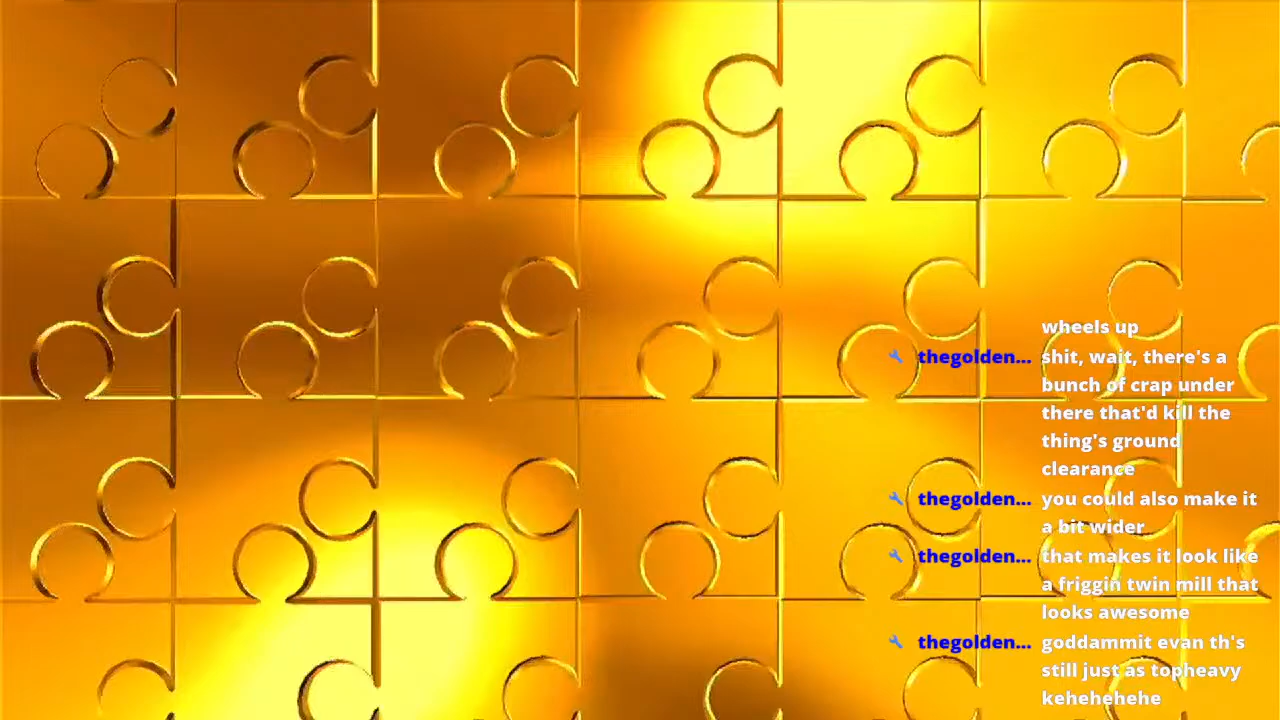 wheels up
thegolden... shit, wait, there's a
bunch of crap under
there that'd kill the
thing's ground
clearance
thegolden... you could also make it
a bit wider
thegolden... that makes it look like
a friggin twin mill that
looks awesome
thegolden... goddammit evan th's
still just as topheavy
kehehehehe